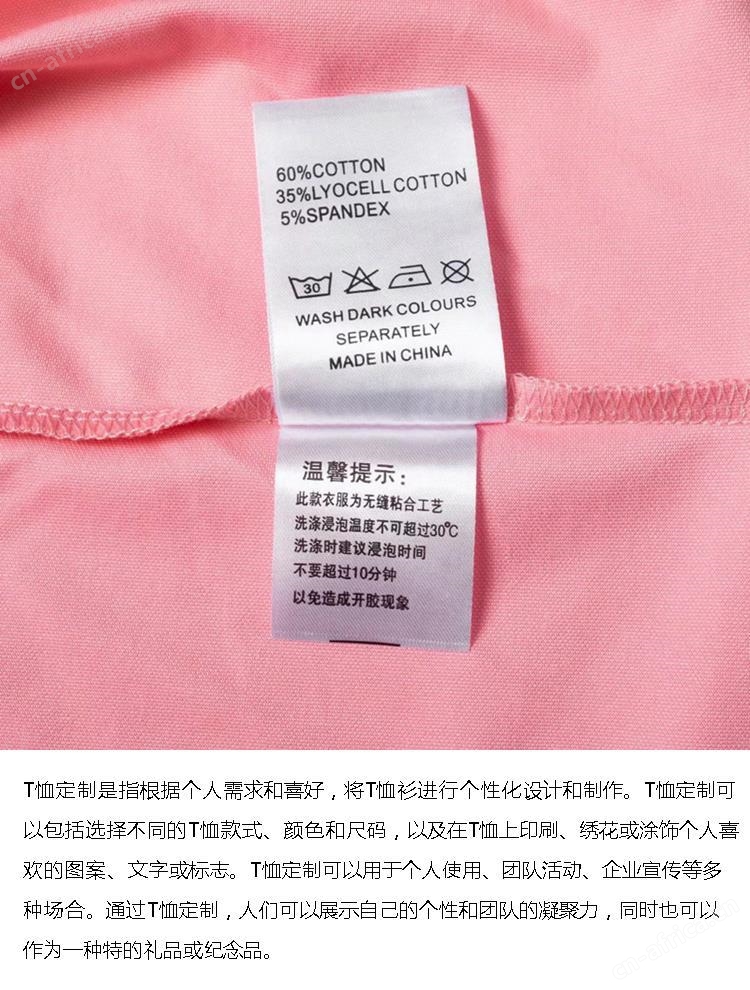 cn-africa
60%COTTON
35%LYOCELL COTTON
5%SPANDEX
30
WASH DARK COLOURS
SEPARATELY
MADE IN CHINA
温馨提示:
此款衣服为无缝粘合工艺
洗涤浸泡温度不可超过30℃
洗涤时建议浸泡时间
不要超过10分钟
以免造成开胶现象
T恤定制是指根据个人需求和喜好，将T恤衫进行个性化设计和制作。T恤定制可
以包括选择不同的T恤款式、颜色和尺码，以及在T恤上印刷、绣花或涂饰个人喜
欢的图案、文字或标志。T恤定制可以用于个人使用、团队活动、企业宣传等多
种场合。通过T恤定制，人们可以展示自己的个性和团队的凝聚力，同时也可以
作为一种特的礼品或纪念品。
cn-africa